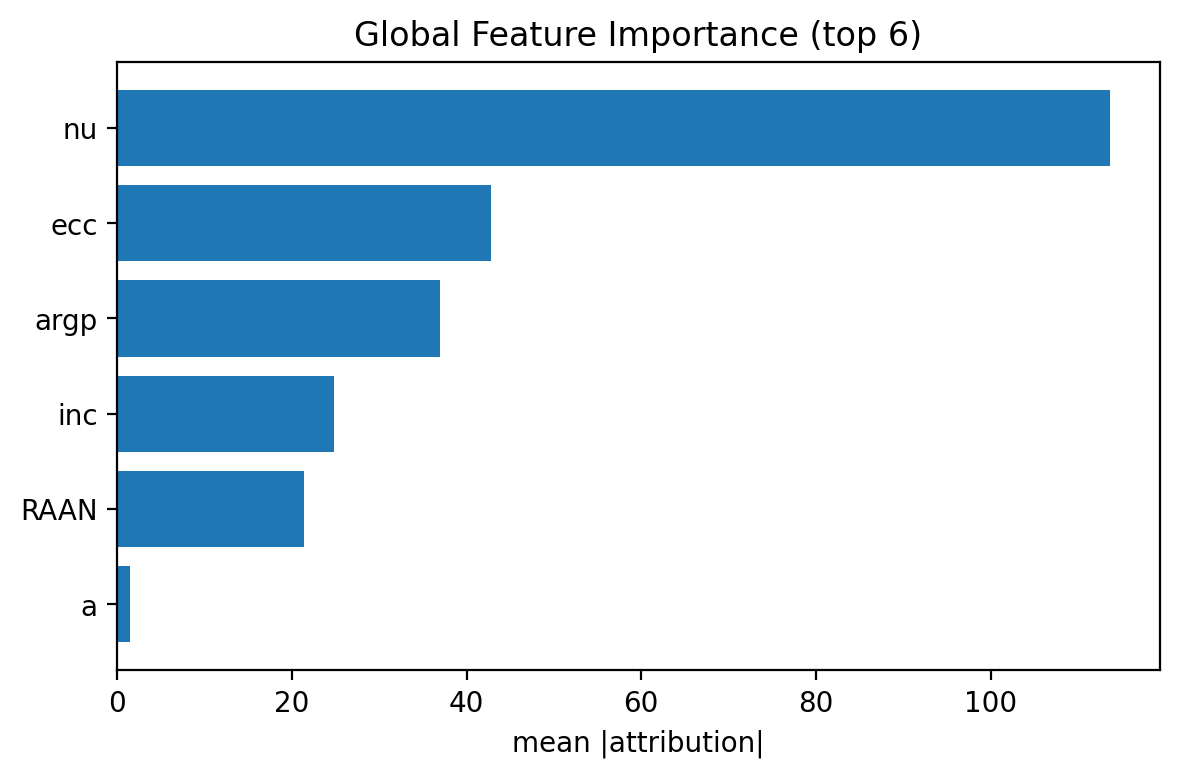 Global Feature Importance (top 6)
nu
ecc
argp
inc
RAAN
a
0 20 40 60 80 100
mean |attribution|